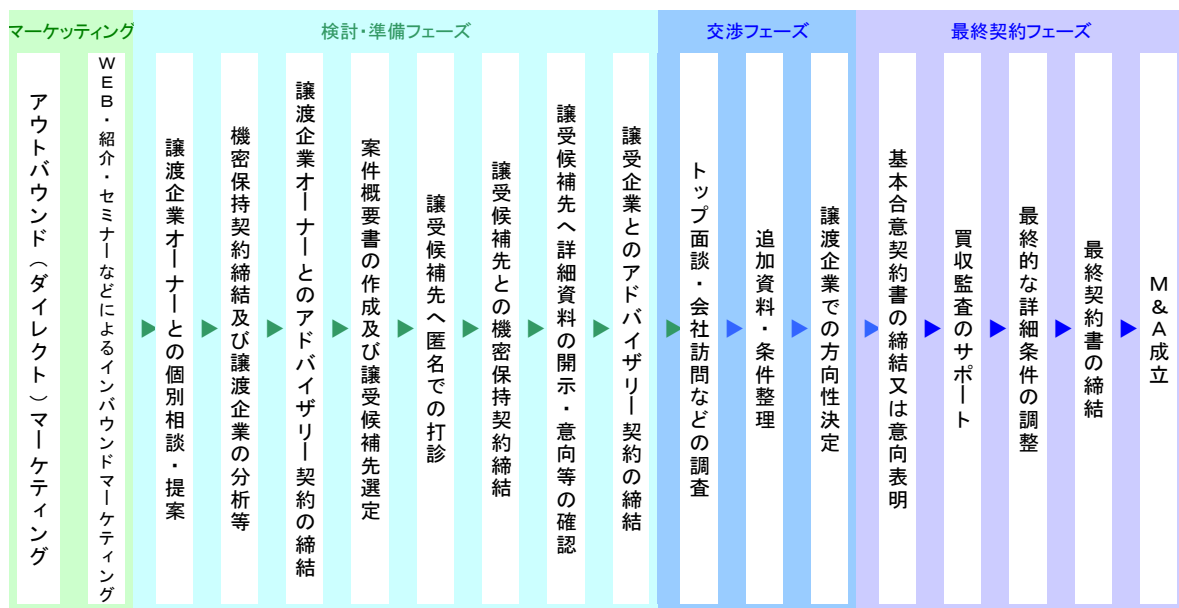 マーケッティング
検討・準備フェーズ
交渉フェーズ
最終契約フェーズ
アウトバウンド（ダイレクト）マーケティング
ＷＥＢ・紹介・セミナーなどによるインバウンドマーケティング
譲渡企業オーナーとの個別相談・提案
機密保持契約締結及び譲渡企業の分析等
譲渡企業オーナーとのアドバイザリー契約の締結
案件概要書の作成及び譲受候補先選定
譲受候補先へ匿名での打診
譲受候補先との機密保持契約締結
譲受候補先へ詳細資料の開示・意向等の確認
譲受企業とのアドバイザリー契約の締結
トップ面談・会社訪問などの調査
追加資料・条件整理
譲渡企業での方向性決定
基本合意契約書の締結又は意向表明
買収監査のサポート
最終的な詳細条件の調整
最終契約書の締結
Ｍ＆Ａ成立